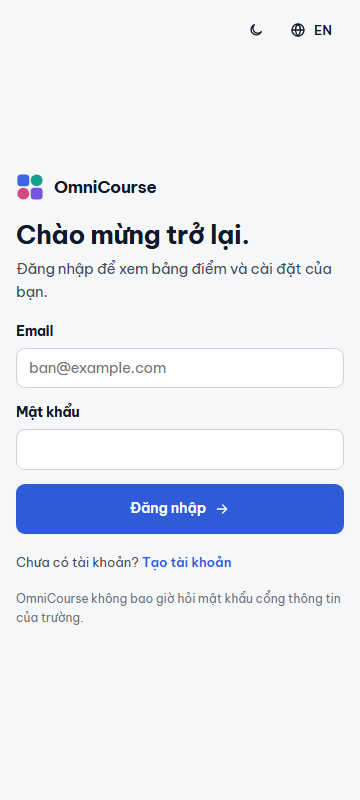 EN
OmniCourse
Chào mừng trở lại.
Đăng nhập để xem bảng điểm và cài đặt của
bạn.
Email
ban@example.com
Mật khẩu
Đăng nhập →
Chưa có tài khoản? Tạo tài khoản
OmniCourse không bao giờ hỏi mật khẩu cổng thông tin
của trường.